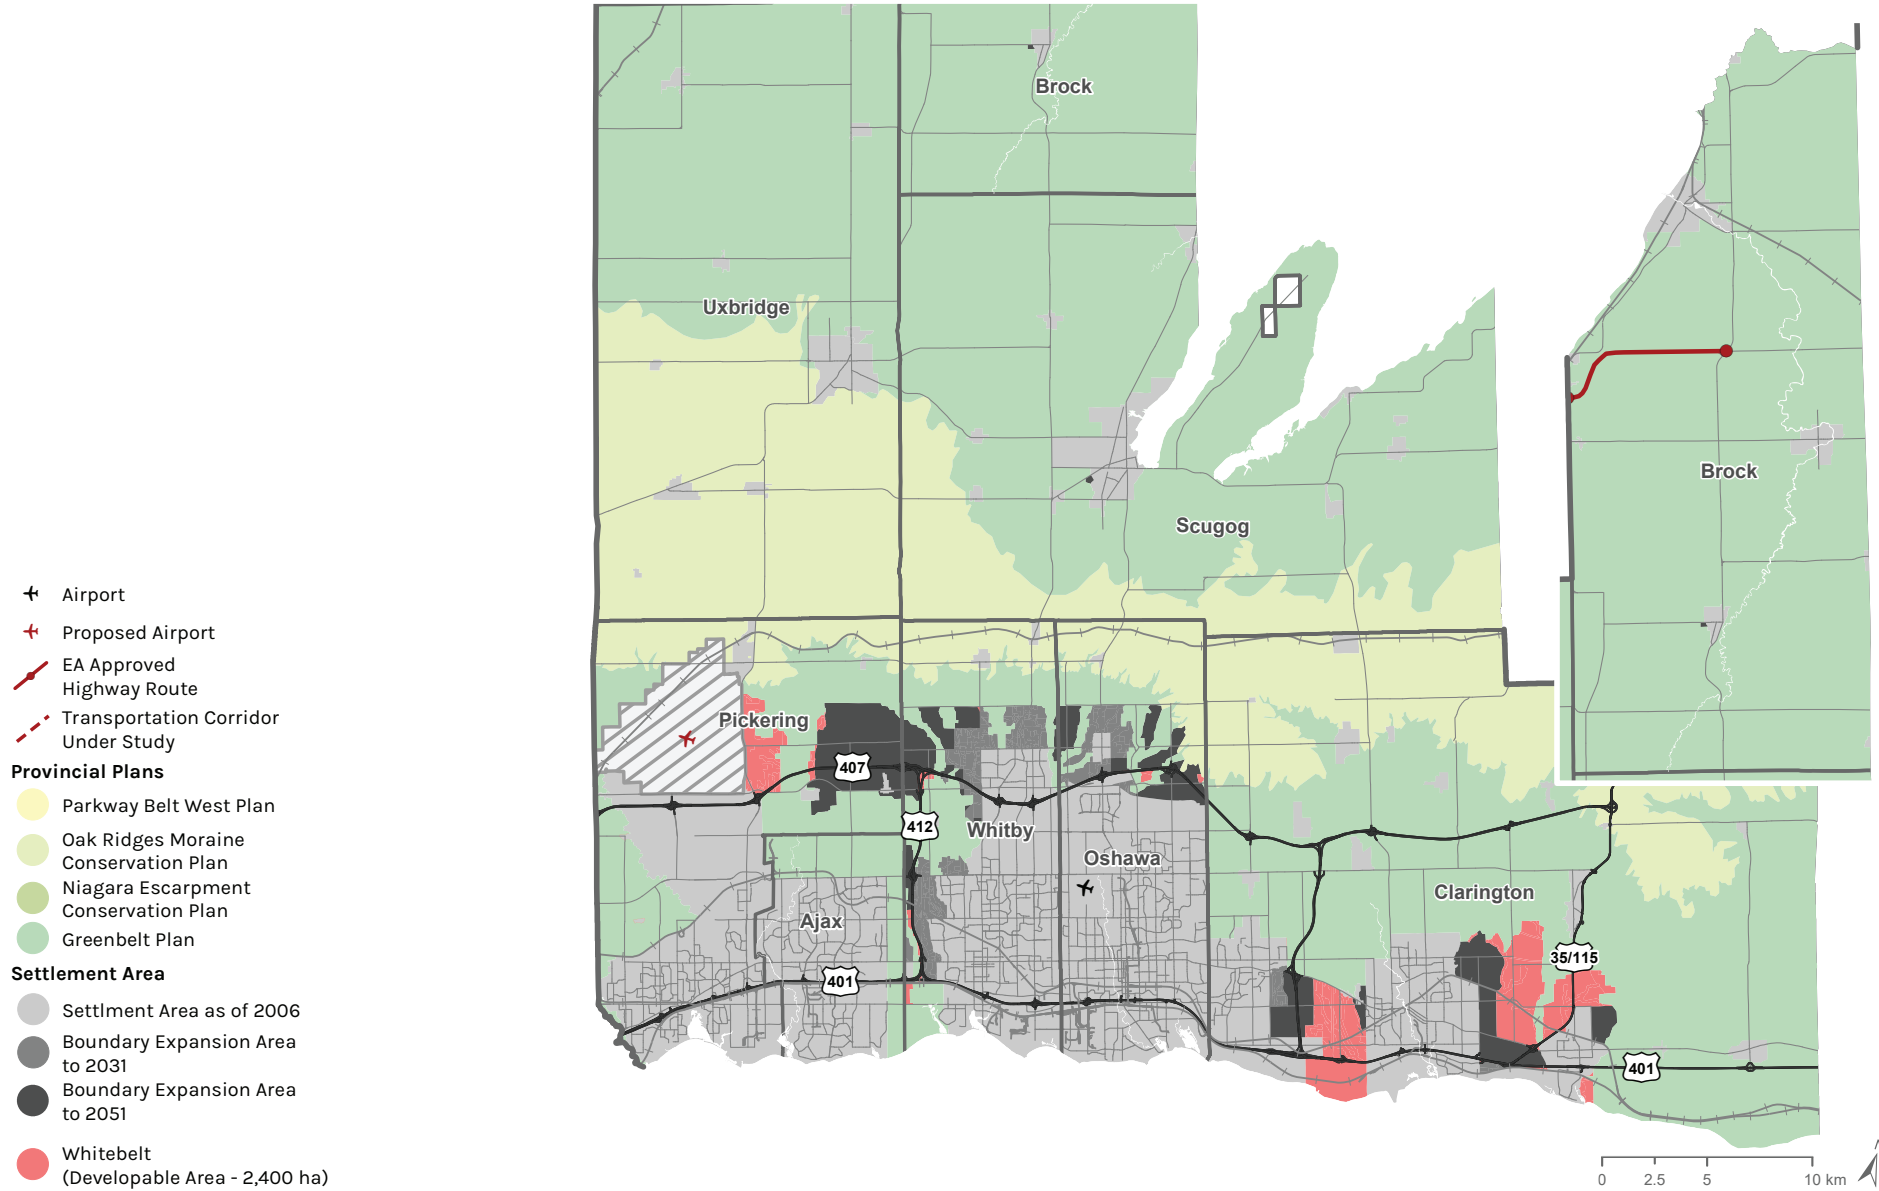 Brock
Uxbridge
Scugog
Brock
Pickering
407
412
Whitby
Oshawa
Ajax
Clarington
35/115
401
401
Airport
Proposed Airport
EA Approved
Highway Route
Transportation Corridor
Under Study
Provincial Plans
Parkway Belt West Plan
Oak Ridges Moraine
Conservation Plan
Niagara Escarpment
Conservation Plan
Greenbelt Plan
Settlement Area
Settlment Area as of 2006
Boundary Expansion Area
to 2031
Boundary Expansion Area
to 2051
Whitebelt
(Developable Area - 2,400 ha)
0 2.5 5 10 km